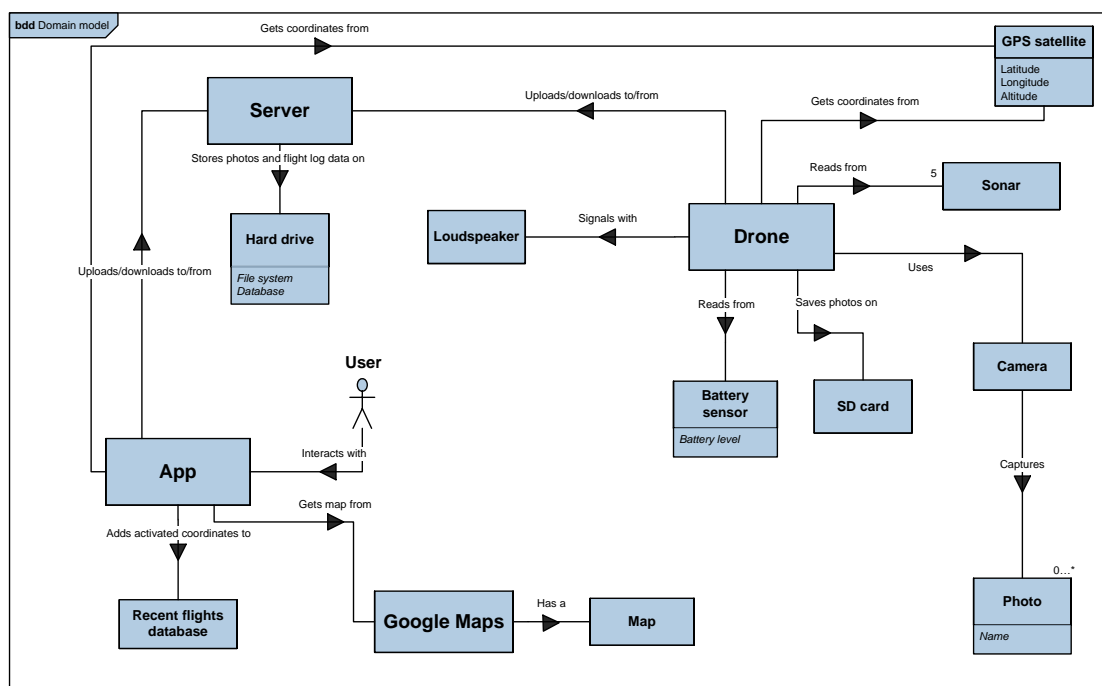 bdd Domain model
Gets coordinates from
GPS satellite
Latitude
Longitude
Altitude
Server
Uploads/downloads to/from
Gets coordinates from
Stores photos and flight log data on
Reads from
5
Sonar
Hard drive
File system
Database
Loudspeaker
Signals with
Drone
Uploads/downloads to/from
Uses
Reads from
Saves photos on
User
Camera
Battery
sensor
Battery level
SD card
App
Interacts with
Captures
Gets map from
Adds activated coordinates to
0...*
Recent flights
database
Google Maps
Has a
Map
Photo
Name